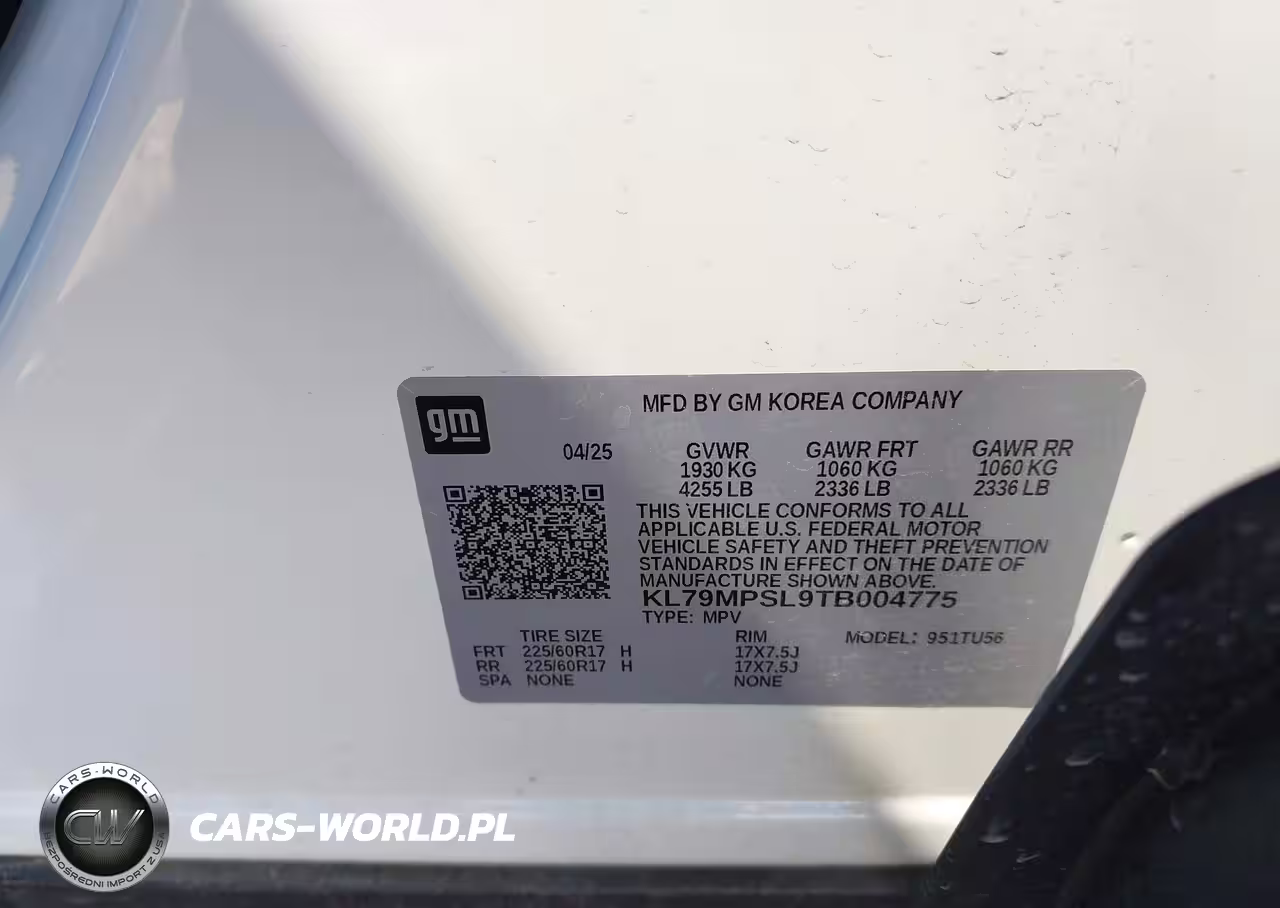 gm
MFD BY GM KOREA COMPANY
04/25 GVWR GAWR FRT GAWR RR
1930 KG 1060 KG 1060 KG
4255 LB 2336 LB 2336 LB
THIS VEHICLE CONFORMS TO ALL
APPLICABLE U.S. FEDERAL MOTOR
VEHICLE SAFETY AND THEFT PREVENTION
STANDARDS IN EFFECT ON THE DATE OF
MANUFACTURE SHOWN ABOVE.
KL79MPSL9TB004775
TYPE: MPV
TIRE SIZE RIM MODEL: 951TU56
FRT 225/60R17 H 17X7.5J
RR 225/60R17 H 17X7.5J
SPA NONE NONE
CARS-WORLD
CW
BEZPOŚREDNI IMPORT Z USA
CARS-WORLD.PL